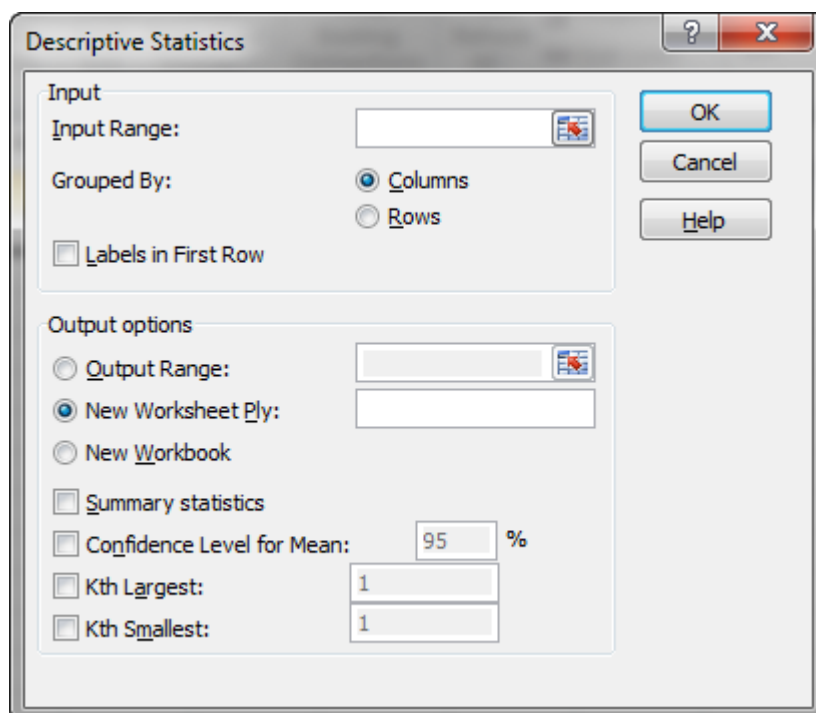 Descriptive Statistics
Input
Input Range:
Grouped By:
Columns
Rows
Labels in First Row
OK
Cancel
Help
Output options
Output Range:
New Worksheet Ply:
New Workbook
Summary statistics
Confidence Level for Mean: 95 %
Kth Largest: 1
Kth Smallest: 1